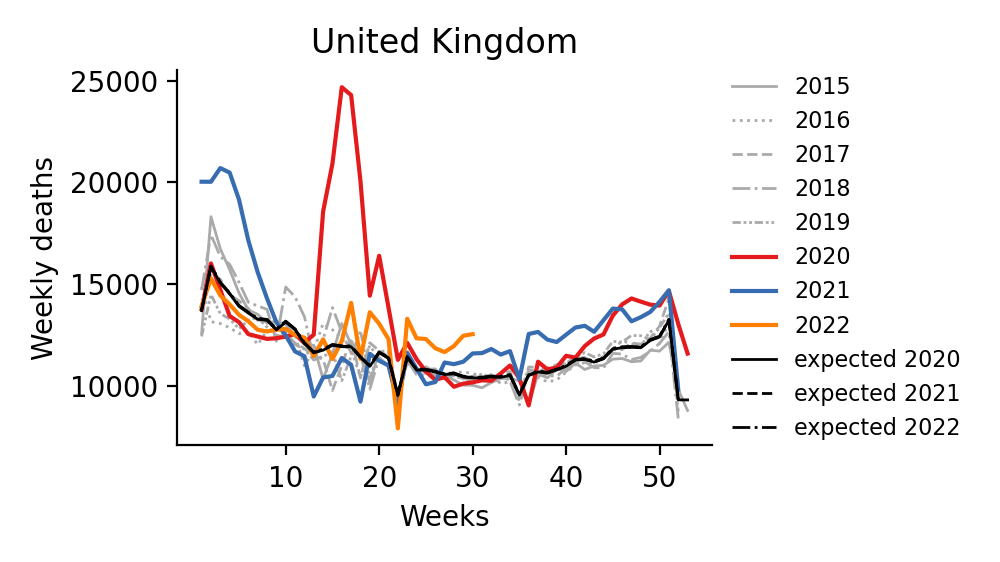 United Kingdom
25000
20000
15000
10000
Weekly deaths
10
20
30
40
50
Weeks
2015
2016
2017
2018
2019
2020
2021
2022
expected 2020
expected 2021
expected 2022